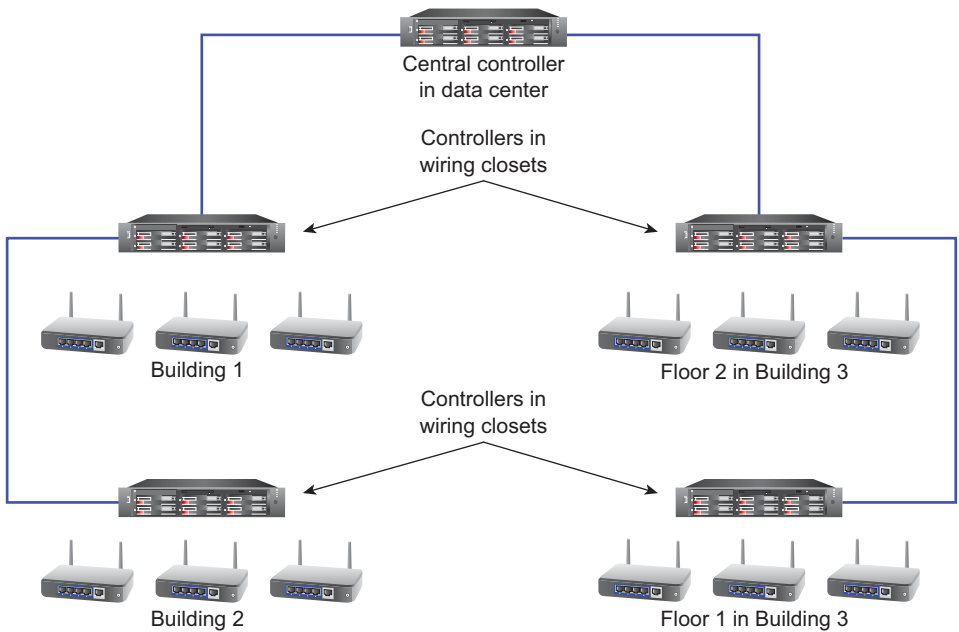 Central controller
in data center
Controllers in
wiring closets
Building 1
Floor 2 in Building 3
Controllers in
wiring closets
Building 2
Floor 1 in Building 3